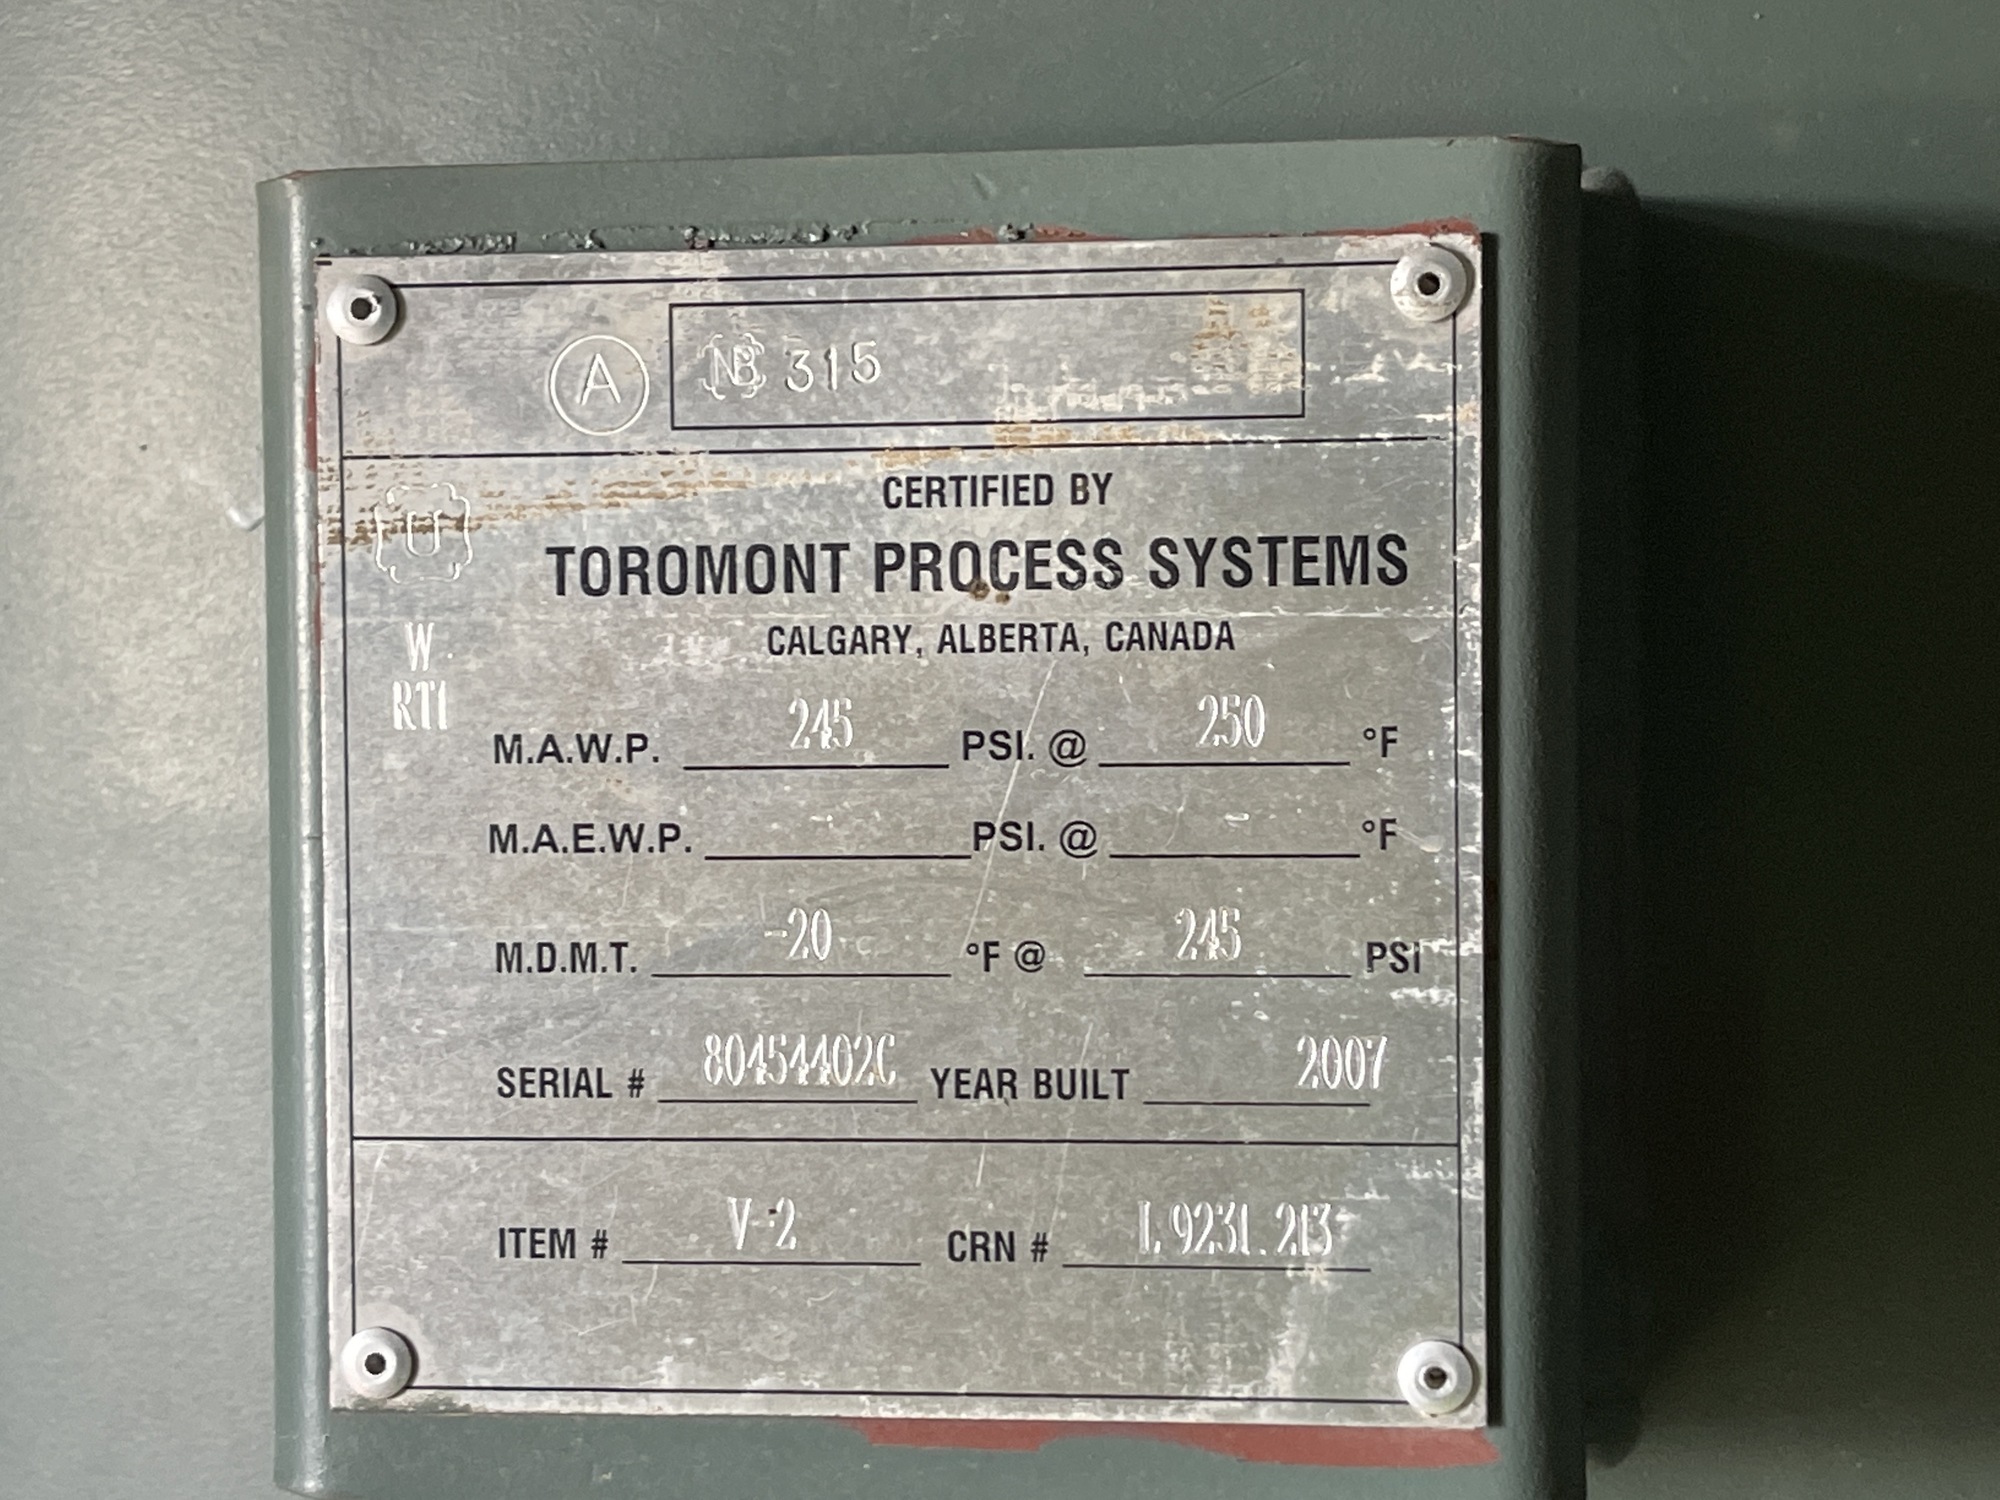 A NB 315
CERTIFIED BY
U
TOROMONT PROCESS SYSTEMS
CALGARY, ALBERTA, CANADA
W
RT1
M.A.W.P. 245 PSI. @ 250 °F
M.A.E.W.P. PSI. @ - °F
M.D.M.T. -20 °F @ 245 PSI
SERIAL # 80454402C YEAR BUILT 2007
ITEM # V-2 CRN # L9231.213